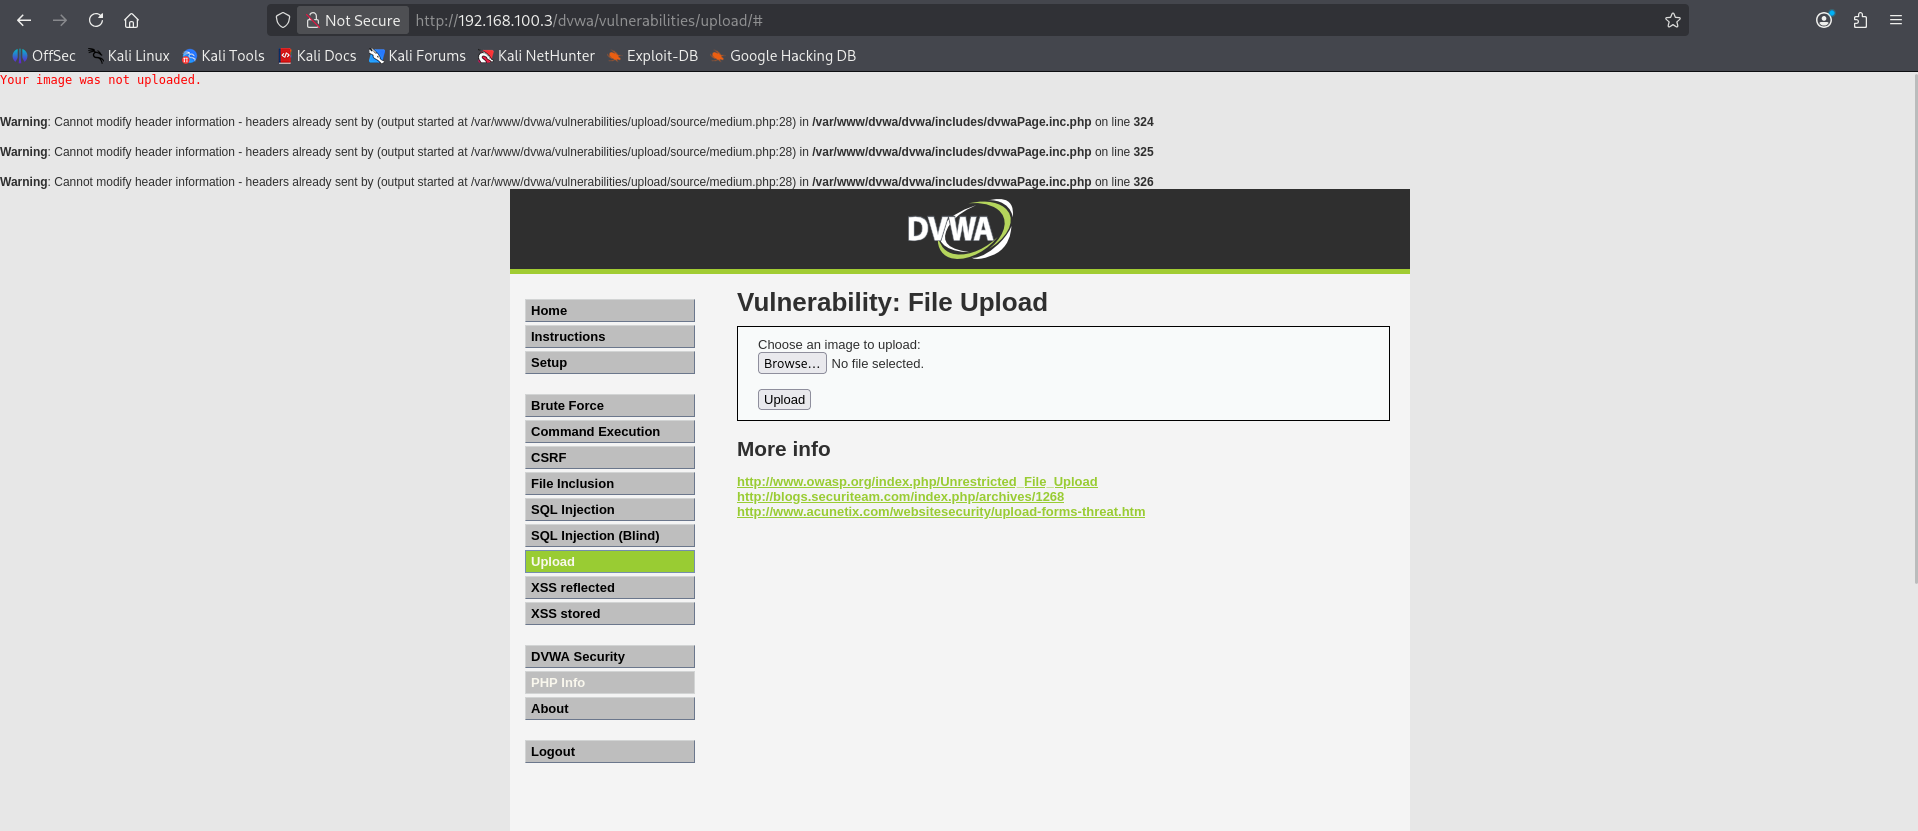 Not Secure http://192.168.100.3/dvwa/vulnerabilities/upload/#
OffSec Kali Linux Kali Tools Kali Docs Kali Forums Kali NetHunter Exploit-DB Google Hacking DB
Your image was not uploaded.
Warning: Cannot modify header information - headers already sent by (output started at /var/www/dvwa/vulnerabilities/upload/source/medium.php:28) in /var/www/dvwa/dvwa/includes/dvwaPage.inc.php on line 324
Warning: Cannot modify header information - headers already sent by (output started at /var/www/dvwa/vulnerabilities/upload/source/medium.php:28) in /var/www/dvwa/dvwa/includes/dvwaPage.inc.php on line 325
Warning: Cannot modify header information - headers already sent by (output started at /var/www/dvwa/vulnerabilities/upload/source/medium.php:28) in /var/www/dvwa/dvwa/includes/dvwaPage.inc.php on line 326
DVWA
Home
Instructions
Setup
Brute Force
Command Execution
CSRF
File Inclusion
SQL Injection
SQL Injection (Blind)
Upload
XSS reflected
XSS stored
DVWA Security
PHP Info
About
Logout
Vulnerability: File Upload
Choose an image to upload:
Browse... No file selected.
Upload
More info
http://www.owasp.org/index.php/Unrestricted_File_Upload
http://blogs.securiteam.com/index.php/archives/1268
http://www.acunetix.com/websitesecurity/upload-forms-threat.htm